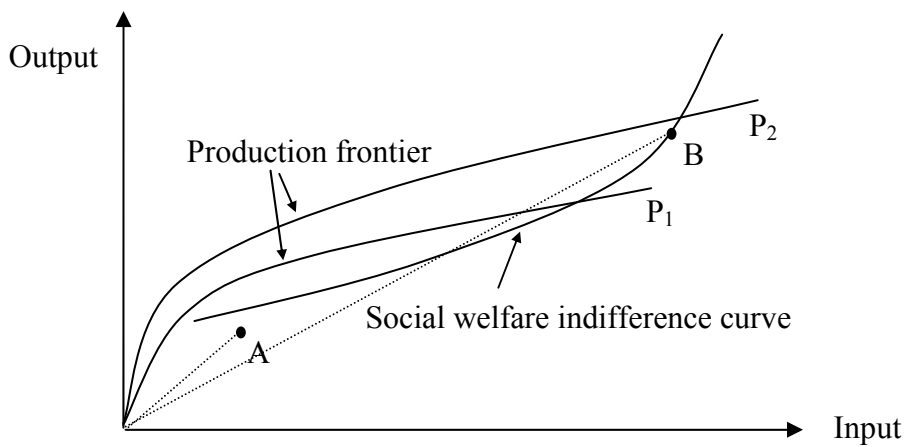 Output
P₂
B
Production frontier
P₁
Social welfare indifference curve
A
Input